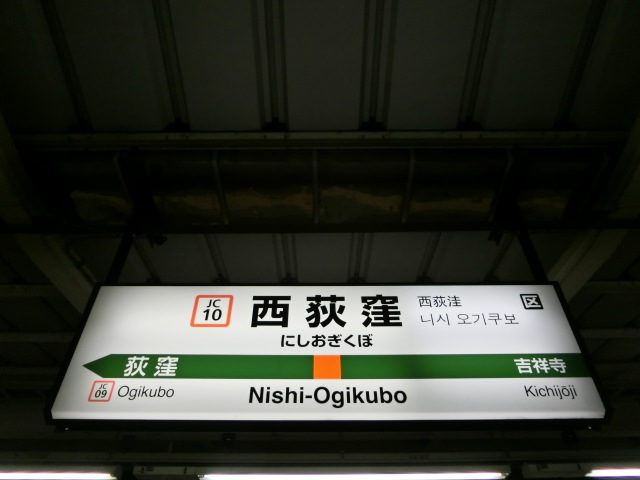 JC
10
西荻窪
西荻洼
区
니시 오기쿠보
にしおぎくぼ
荻窪
吉祥寺
JC
09
Ogikubo
Nishi-Ogikubo
Kichijōji